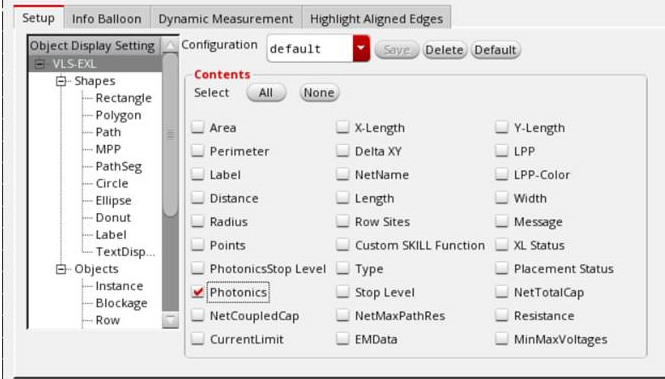 Setup Info Balloon Dynamic Measurement Highlight Aligned Edges
Object Display Setting Configuration default Save Delete Default
VLS-EXL
Contents
Shapes
Select All None
Rectangle
Polygon
Path
MPP
PathSeg
Circle
Ellipse
Donut
Label
TextDisp...
Objects
Instance
Blockage
Row
Area X-Length Y-Length
Perimeter Delta XY LPP
Label NetName LPP-Color
Distance Length Width
Radius Row Sites Message
Points Custom SKILL Function XL Status
PhotonicsStop Level Type Placement Status
Photonics Stop Level NetTotalCap
NetCoupledCap NetMaxPathRes Resistance
CurrentLimit EMData MinMaxVoltages